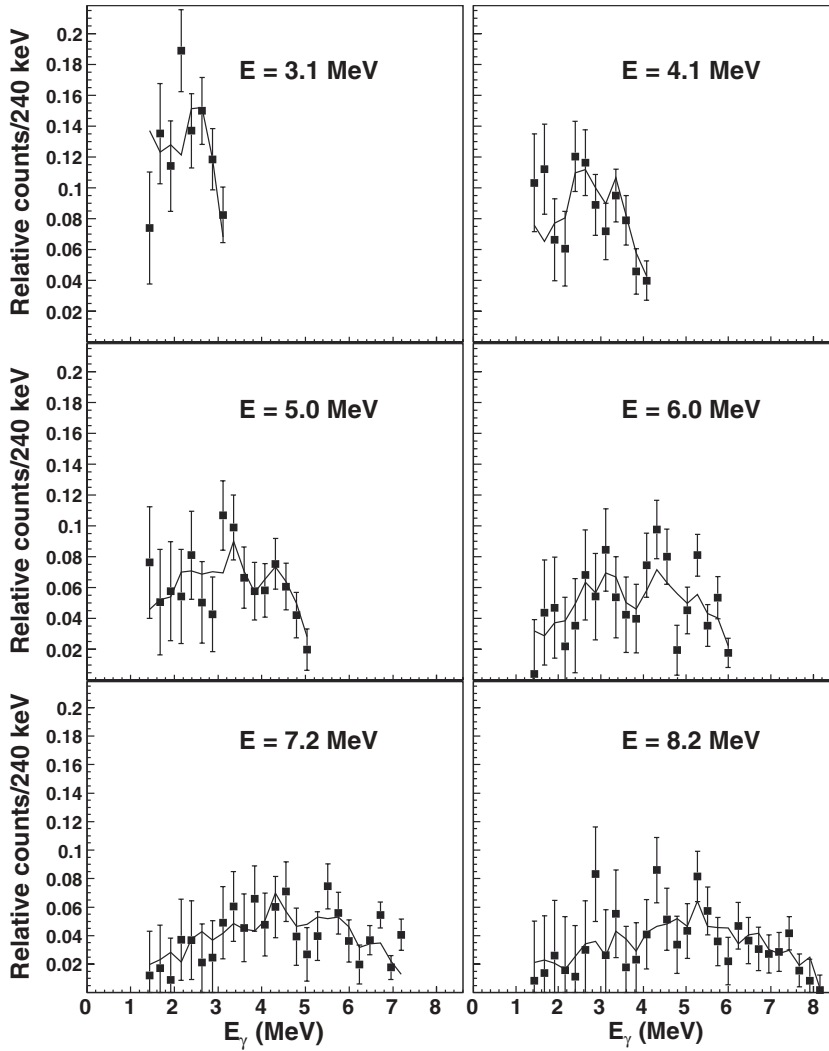 Relative counts/240 keV
0.2
0.18
0.16
0.14
0.12
0.1
0.08
0.06
0.04
0.02
E = 3.1 MeV
E = 4.1 MeV
Relative counts/240 keV
0.2
0.18
0.16
0.14
0.12
0.1
0.08
0.06
0.04
0.02
E = 5.0 MeV
E = 6.0 MeV
Relative counts/240 keV
0.2
0.18
0.16
0.14
0.12
0.1
0.08
0.06
0.04
0.02
E = 7.2 MeV
E = 8.2 MeV
0 1 2 3 4 5 6 7 8
0 1 2 3 4 5 6 7 8
Eγ (MeV)
Eγ (MeV)